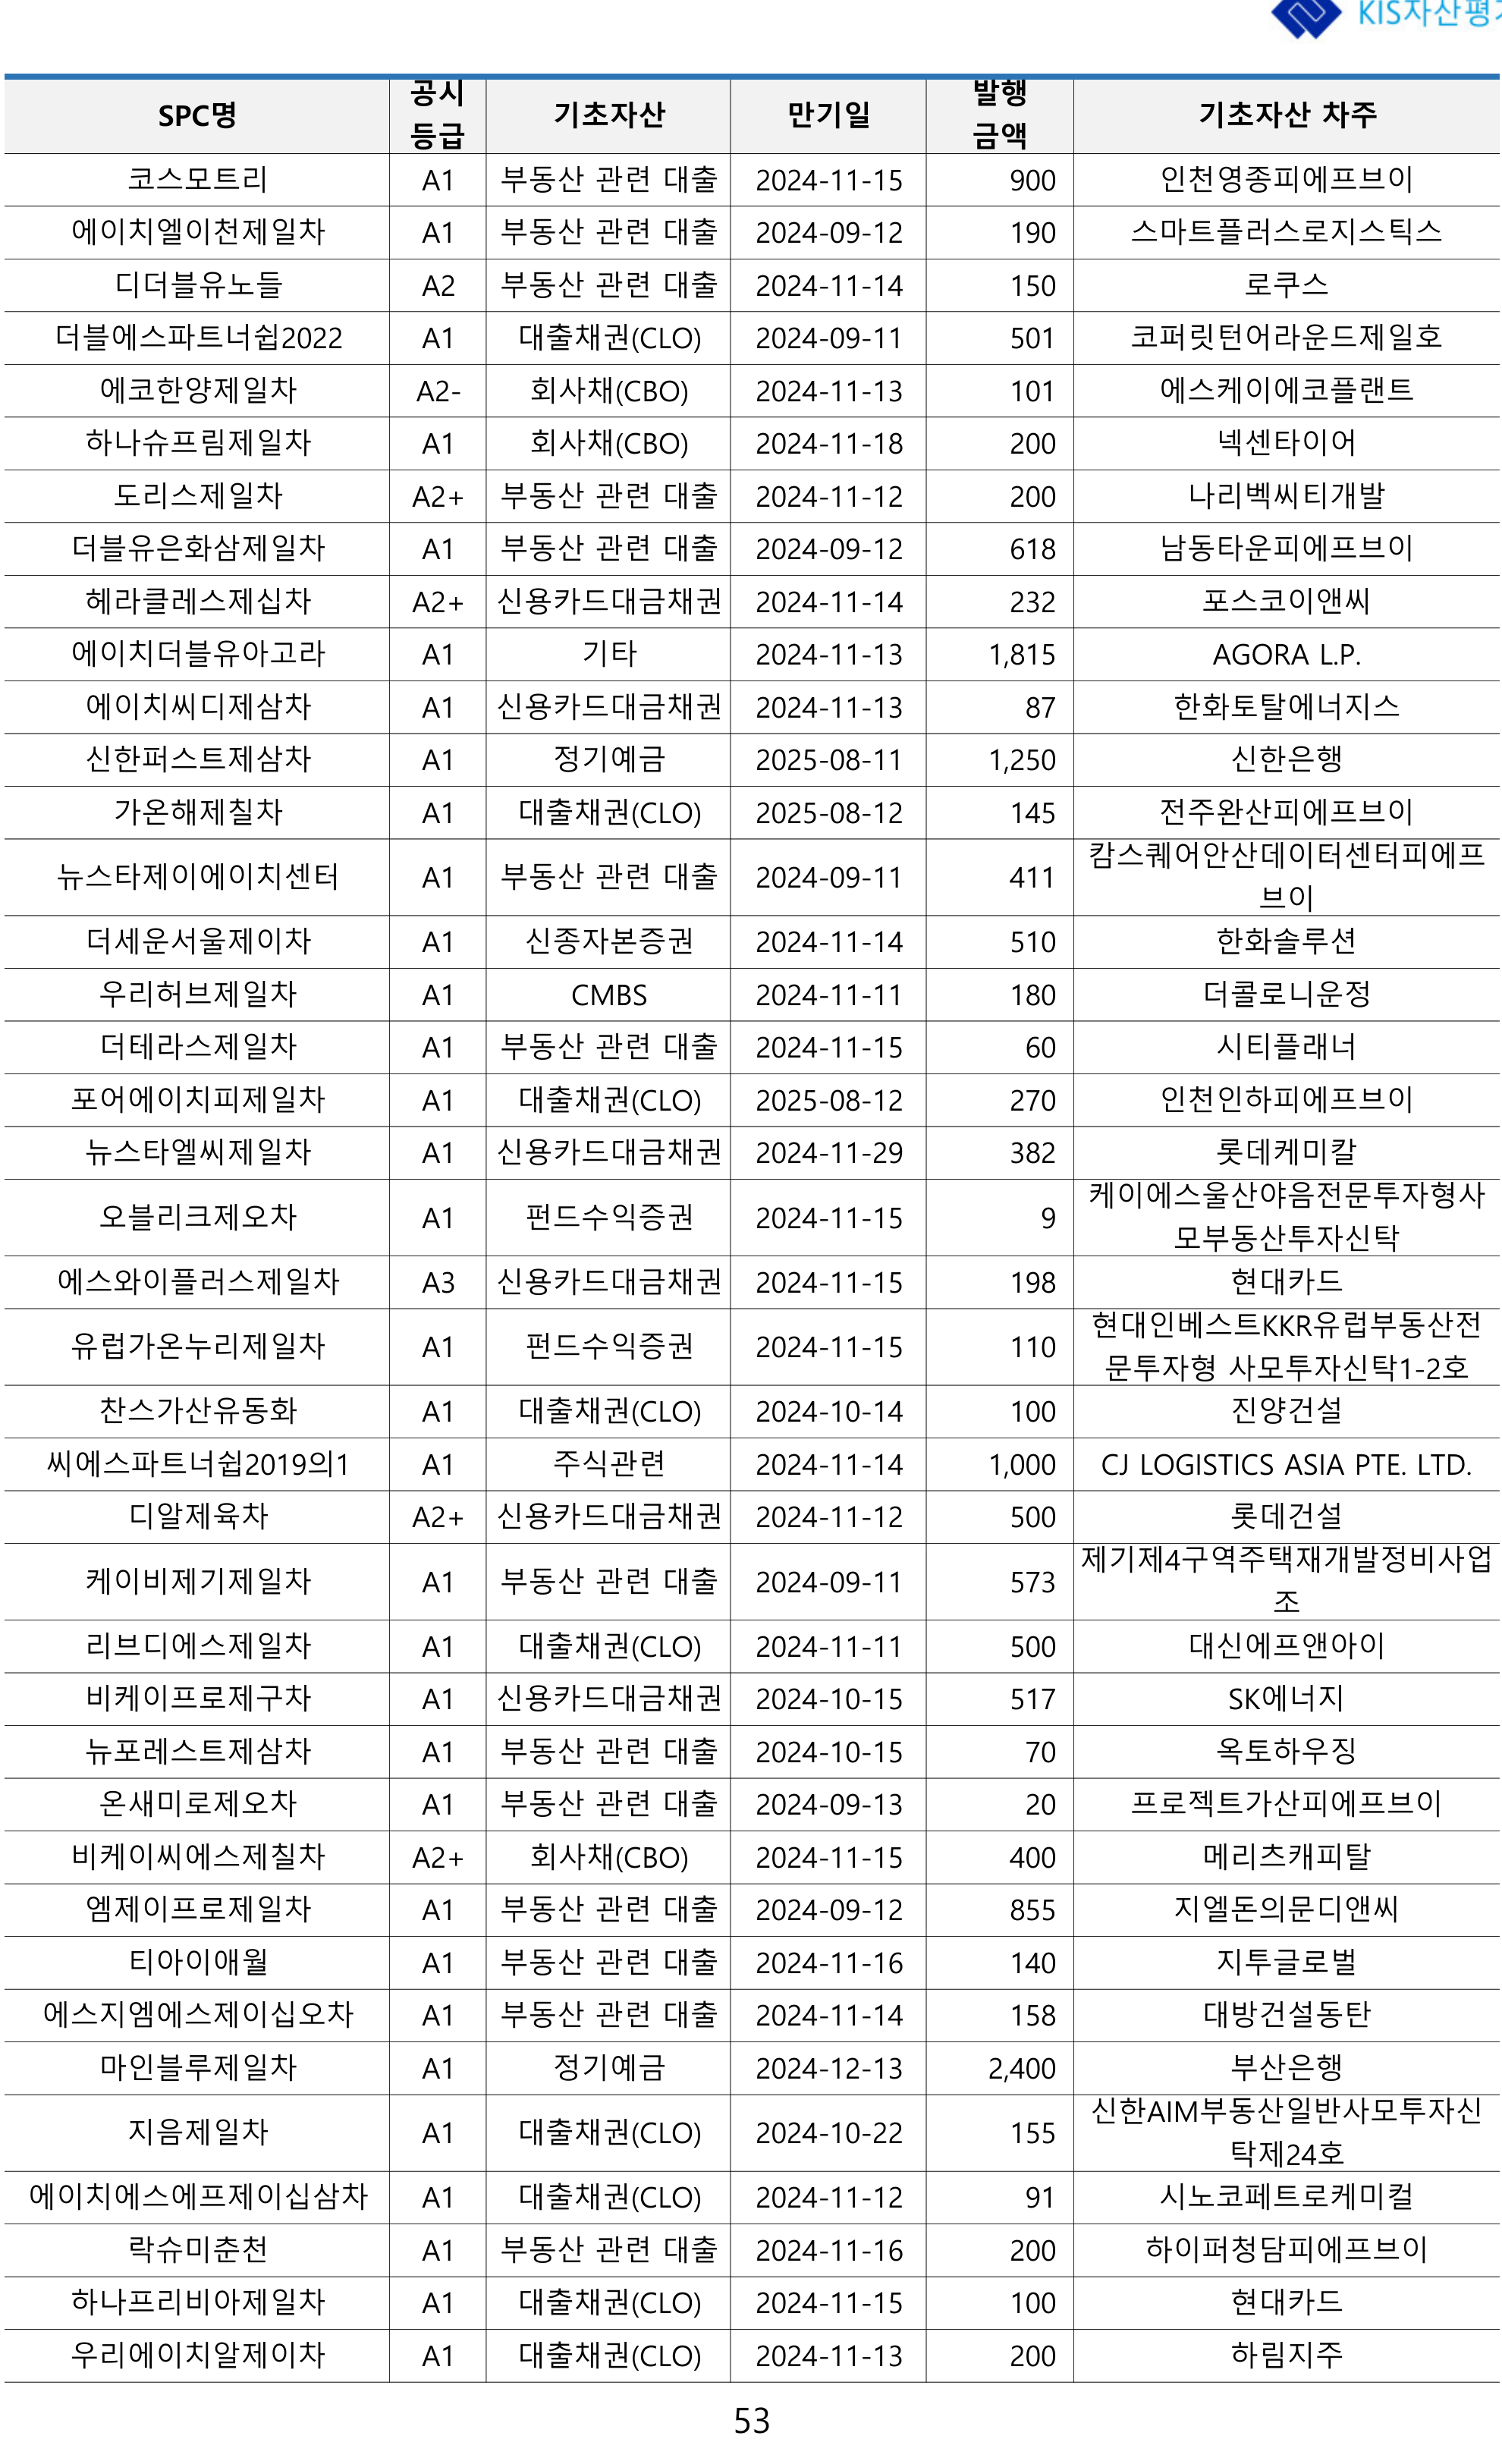 KIS자산평가
SPC명 공시등급 기초자산 만기일 발행금액 기초자산 차주
코스모트리 A1 부동산 관련 대출 2024-11-15 900 인천영종피에프브이
에이치엘이천제일차 A1 부동산 관련 대출 2024-09-12 190 스마트플러스로지스틱스
디더블유노들 A2 부동산 관련 대출 2024-11-14 150 로쿠스
더블에스파트너쉽2022 A1 대출채권(CLO) 2024-09-11 501 코퍼릿턴어라운드제일호
에코한양제일차 A2- 회사채(CBO) 2024-11-13 101 에스케이에코플랜트
하나슈프림제일차 A1 회사채(CBO) 2024-11-18 200 넥센타이어
도리스제일차 A2+ 부동산 관련 대출 2024-11-12 200 나리벡씨티개발
더블유은화삼제일차 A1 부동산 관련 대출 2024-09-12 618 남동타운피에프브이
헤라클레스제십차 A2+ 신용카드대금채권 2024-11-14 232 포스코이앤씨
에이치더블유아고라 A1 기타 2024-11-13 1,815 AGORA L.P.
에이치씨디제삼차 A1 신용카드대금채권 2024-11-13 87 한화토탈에너지스
신한퍼스트제삼차 A1 정기예금 2025-08-11 1,250 신한은행
가온해제칠차 A1 대출채권(CLO) 2025-08-12 145 전주완산피에프브이
뉴스타제이에이치센터 A1 부동산 관련 대출 2024-09-11 411 캄스퀘어안산데이터센터피에프
브이
더세운서울제이차 A1 신종자본증권 2024-11-14 510 한화솔루션
우리허브제일차 A1 CMBS 2024-11-11 180 더콜로니운정
더테라스제일차 A1 부동산 관련 대출 2024-11-15 60 시티플래너
포어에이치피제일차 A1 대출채권(CLO) 2025-08-12 270 인천인하피에프브이
뉴스타엘씨제일차 A1 신용카드대금채권 2024-11-29 382 롯데케미칼
오블리크제오차 A1 펀드수익증권 2024-11-15 9 케이에스울산야음전문투자형사
모부동산투자신탁
에스와이플러스제일차 A3 신용카드대금채권 2024-11-15 198 현대카드
유럽가온누리제일차 A1 펀드수익증권 2024-11-15 110 현대인베스트KKR유럽부동산전
문투자형 사모투자신탁1-2호
찬스가산유동화 A1 대출채권(CLO) 2024-10-14 100 진양건설
씨에스파트너쉽2019의1 A1 주식관련 2024-11-14 1,000 CJ LOGISTICS ASIA PTE. LTD.
디알제육차 A2+ 신용카드대금채권 2024-11-12 500 롯데건설
케이비제기제일차 A1 부동산 관련 대출 2024-09-11 573 제기제4구역주택재개발정비사업
조
리브디에스제일차 A1 대출채권(CLO) 2024-11-11 500 대신에프앤아이
비케이프로제구차 A1 신용카드대금채권 2024-10-15 517 SK에너지
뉴포레스트제삼차 A1 부동산 관련 대출 2024-10-15 70 옥토하우징
온새미로제오차 A1 부동산 관련 대출 2024-09-13 20 프로젝트가산피에프브이
비케이씨에스제칠차 A2+ 회사채(CBO) 2024-11-15 400 메리츠캐피탈
엠제이프로제일차 A1 부동산 관련 대출 2024-09-12 855 지엘돈의문디앤씨
티아이애월 A1 부동산 관련 대출 2024-11-16 140 지투글로벌
에스지엠에스제이십오차 A1 부동산 관련 대출 2024-11-14 158 대방건설동탄
마인블루제일차 A1 정기예금 2024-12-13 2,400 부산은행
지음제일차 A1 대출채권(CLO) 2024-10-22 155 신한AIM부동산일반사모투자신
탁제24호
에이치에스에프제이십삼차 A1 대출채권(CLO) 2024-11-12 91 시노코페트로케미컬
락슈미춘천 A1 부동산 관련 대출 2024-11-16 200 하이퍼청담피에프브이
하나프리비아제일차 A1 대출채권(CLO) 2024-11-15 100 현대카드
우리에이치알제이차 A1 대출채권(CLO) 2024-11-13 200 하림지주
53